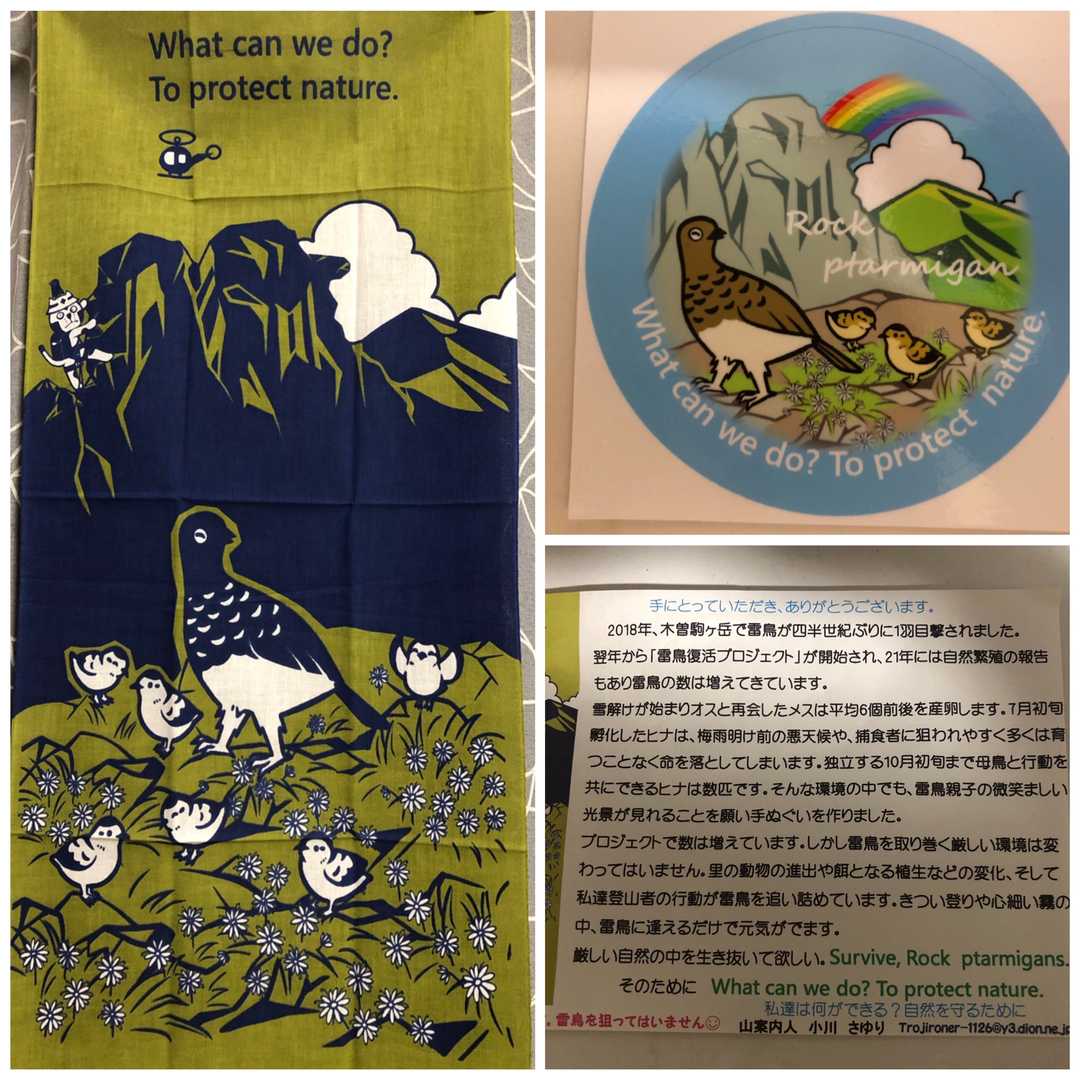 What can we do?
To protect nature.
Rock
ptarmigan
What can we do? To protect nature.
手にとっていただき、ありがとうございます。
2018年、木曽駒ヶ岳で雷鳥が四半世紀ぶりに1羽目撃されました。
翌年から「雷鳥復活プロジェクト」が開始され、21年には自然繁殖の報告
もあり雷鳥の数は増えてきています。
雪解けが始まりオスと再会したメスは平均6個前後を産卵します。7月初旬
孵化したヒナは、梅雨明け前の悪天候や、捕食者に狙われやすく多くは育
つことなく命を落としてしまいます。独立する10月初旬まで母鳥と行動を
共にできるヒナは数匹です。そんな環境の中でも、雷鳥親子の微笑ましい
光景が見れることを願い手ぬぐいを作りました。
プロジェクトで数は増えています。しかし雷鳥を取り巻く厳しい環境は変
わってはいません。里の動物の進出や餌となる植生などの変化、そして
私達登山者の行動が雷鳥を追い詰めています。きつい登りや心細い霧の
中、雷鳥に逢えるだけで元気がでます。
厳しい自然の中を生き抜いて欲しい。Survive, Rock ptarmigans.
そのために What can we do? To protect nature.
私達は何ができる？自然を守るために
、雷鳥を狙ってはいません☺ 山案内人 小川 さゆり Trojironer-1126@y3.dion.ne.jp